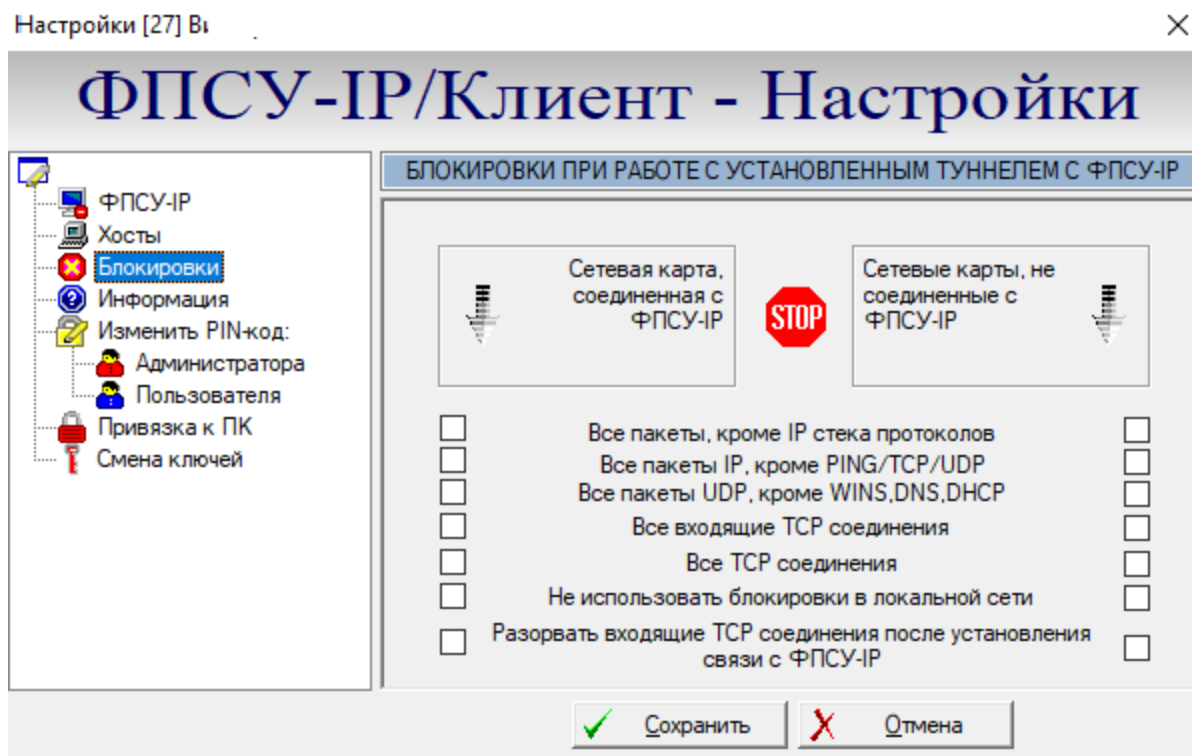 Настройки [27] Ви
ФПСУ-IP/Клиент - Настройки
ФПСУ-IP
Хосты
Блокировки
Информация
Изменить PIN-код:
Администратора
Пользователя
Привязка к ПК
Смена ключей
БЛОКИРОВКИ ПРИ РАБОТЕ С УСТАНОВЛЕННЫМ ТУННЕЛЕМ С ФПСУ-IP
Сетевая карта,
соединенная с
ФПСУ-IP
STOP
Сетевые карты, не
соединенные с
ФПСУ-IP
Все пакеты, кроме IP стека протоколов
Все пакеты IP, кроме PING/TCP/UDP
Все пакеты UDP, кроме WINS,DNS,DHCP
Все входящие TCP соединения
Все TCP соединения
Не использовать блокировки в локальной сети
Разорвать входящие TCP соединения после установления
связи с ФПСУ-IP
Сохранить
Отмена